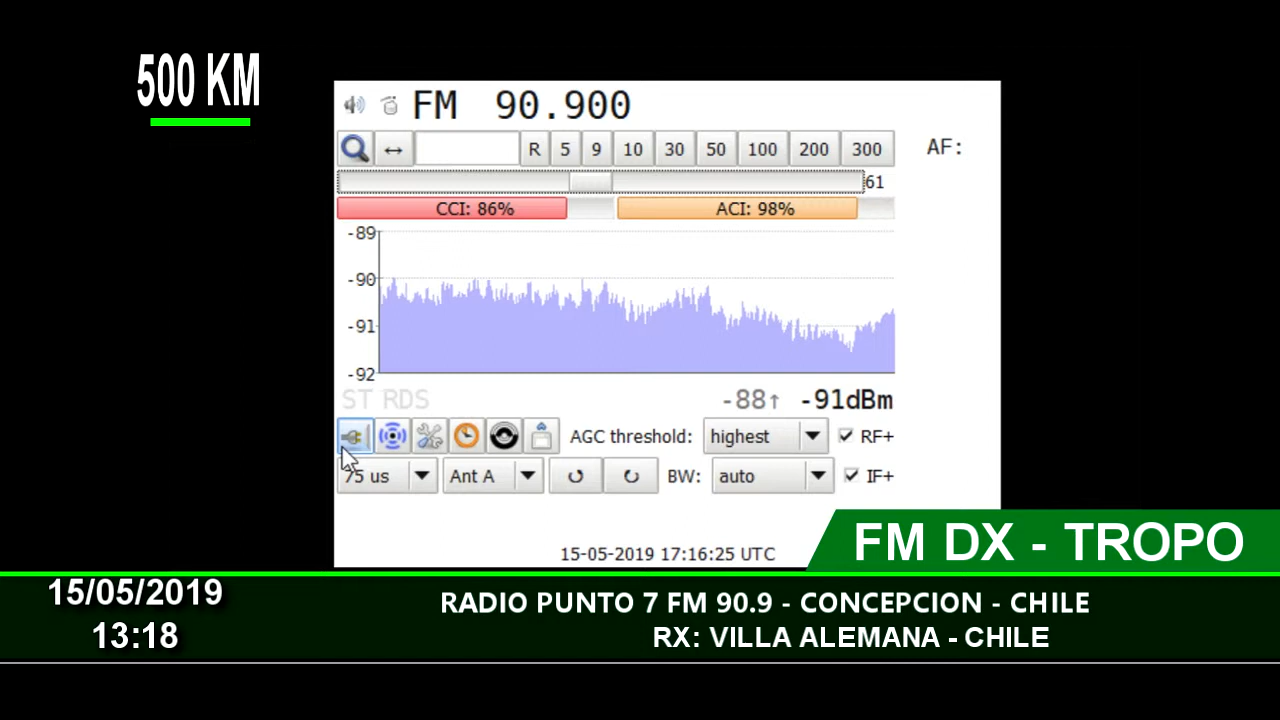 500 KM
FM 90.900
R 5 9 10 30 50 100 200 300 AF:
61
CCI: 86% ACI: 98%
-89
-90
-91
-92
ST RDS -88↑ -91dBm
AGC threshold: highest RF+
75 us Ant A BW: auto IF+
15-05-2019 17:16:25 UTC
FM DX - TROPO
15/05/2019
13:18
RADIO PUNTO 7 FM 90.9 - CONCEPCION - CHILE
RX: VILLA ALEMANA - CHILE